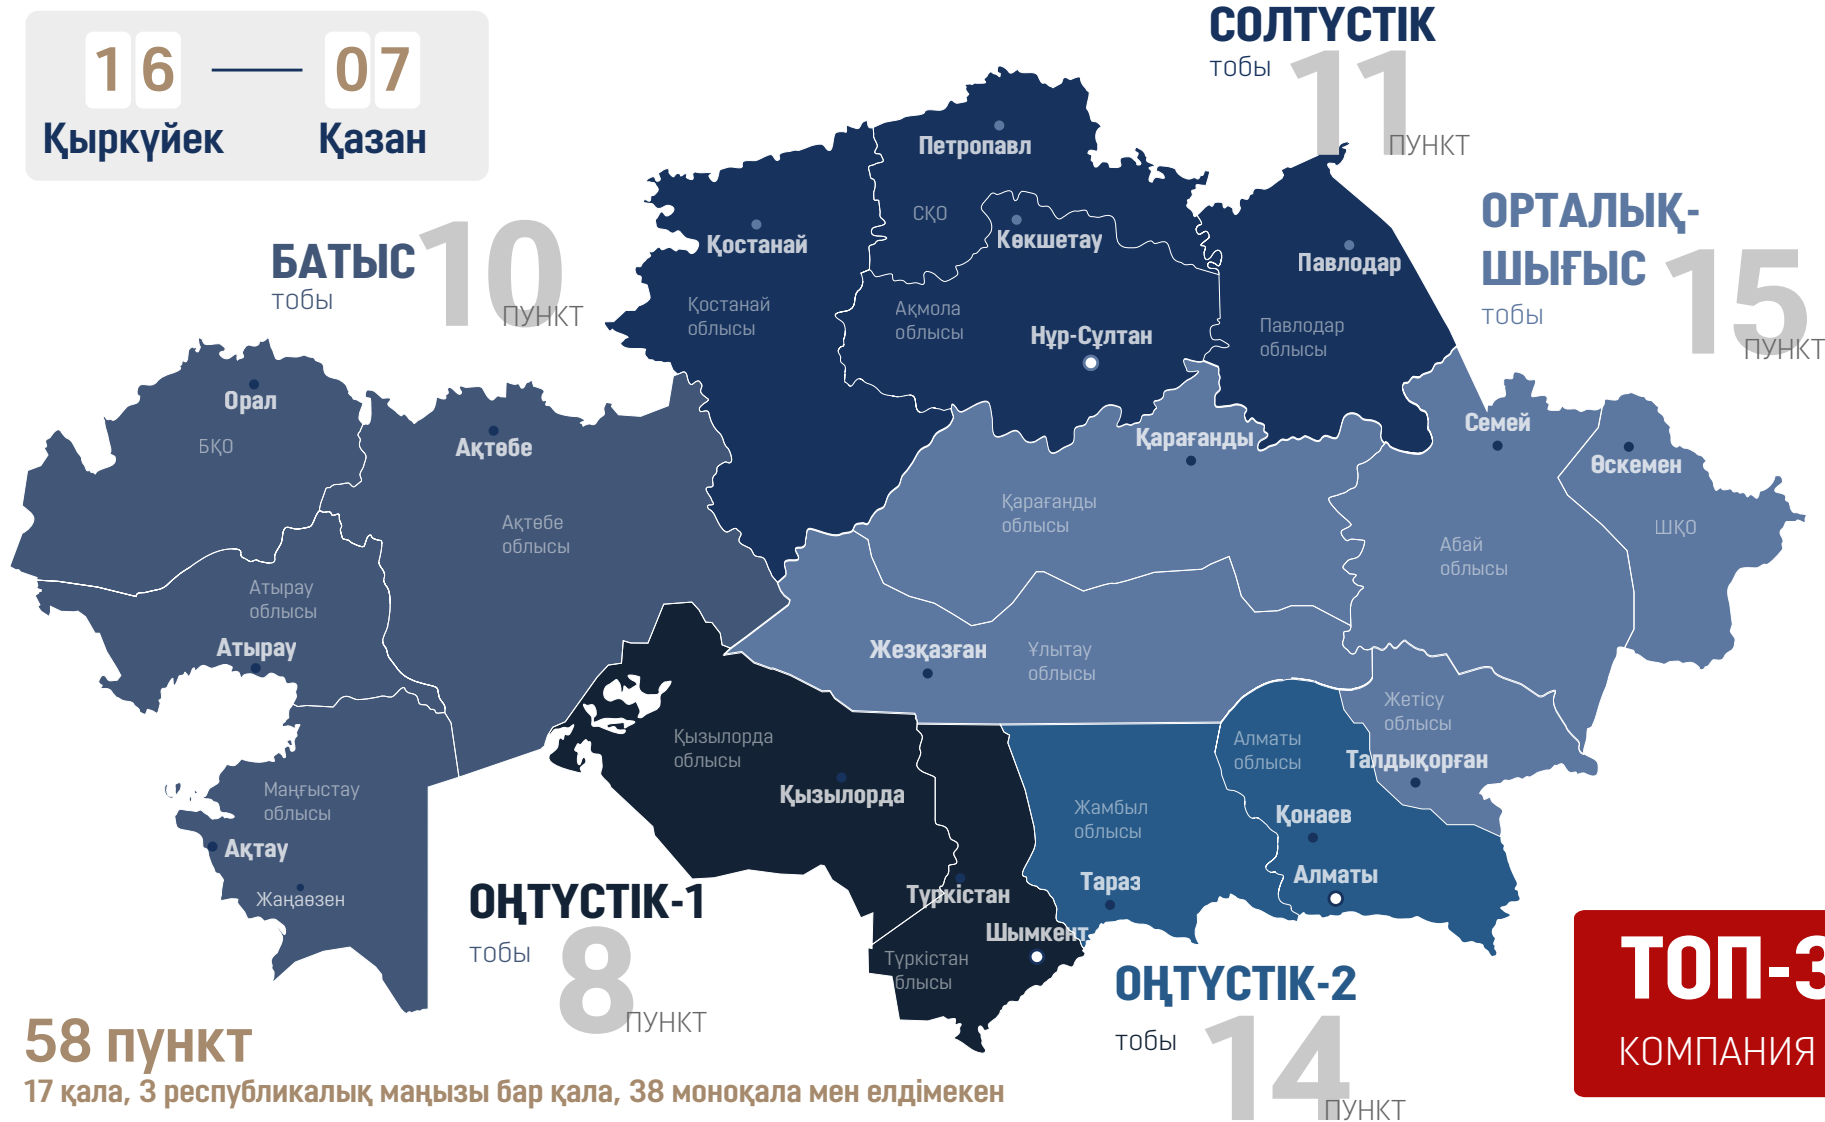 16 — 07
Қыркүйек Қазан
СОЛТҮСТІК
тобы
11
ПУНКТ
БАТЫС
тобы
10
ПУНКТ
ОРТАЛЫҚ-
ШЫҒЫС
тобы
15
ПУНКТ
Петропавл
СҚО
Көкшетау
Қостанай
Қостанай
облысы
Ақмола
облысы
Нұр-Сұлтан
Павлодар
Павлодар
облысы
Орал
БҚО
Ақтөбе
Ақтөбе
облысы
Қарағанды
Қарағанды
облысы
Семей
Абай
облысы
Өскемен
ШҚО
Атырау
облысы
Атырау
Жезқазған
Ұлытау
облысы
Жетісу
облысы
Талдықорған
Маңғыстау
облысы
Ақтау
Жаңаөзен
Қызылорда
облысы
Қызылорда
Түркістан
Шымкент
Түркістан
блысы
Жамбыл
облысы
Тараз
Алматы
облысы
Қонаев
Алматы
ОҢТҮСТІК-1
тобы
8
ПУНКТ
ОҢТҮСТІК-2
тобы
14
ПУНКТ
ТОП-3
КОМПАНИЯ
58 пункт
17 қала, 3 республикалық маңызы бар қала, 38 моноқала мен елдімекен